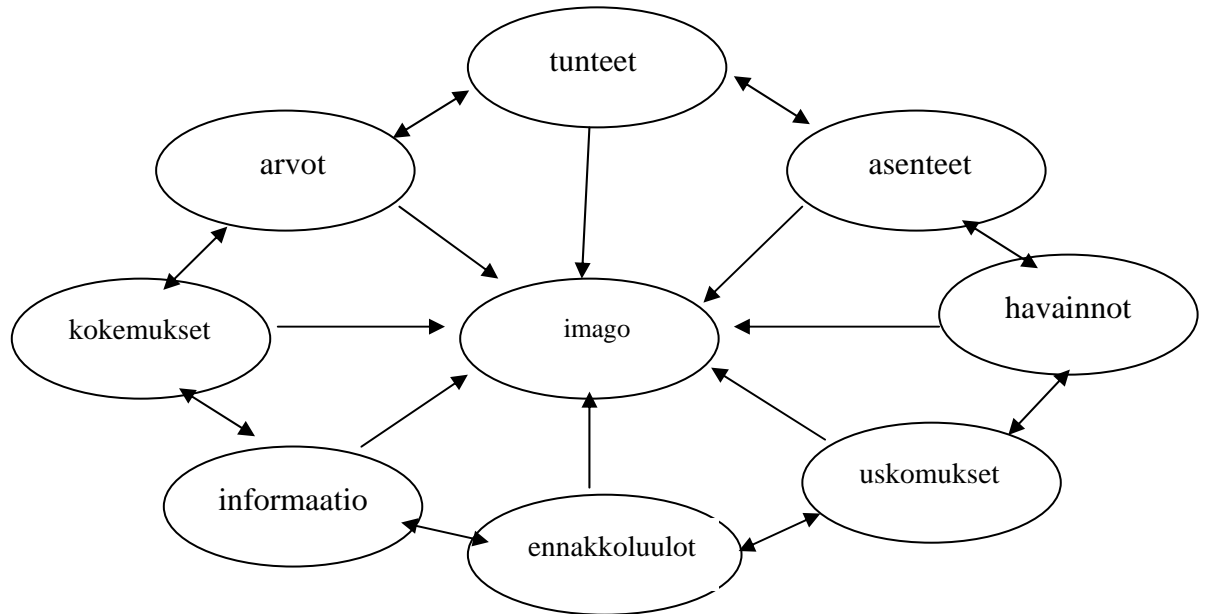 tunteet
arvot
asenteet
havainnot
kokemukset
imago
uskomukset
informaatio
ennakkoluulot